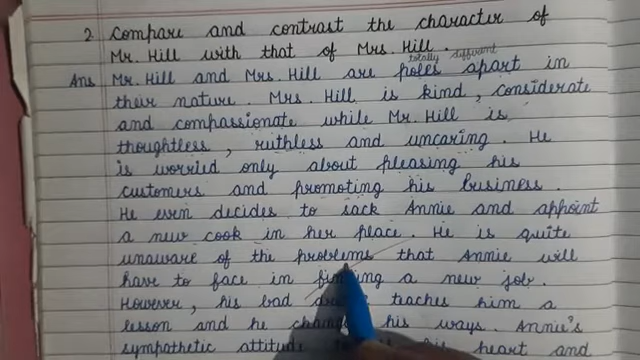 2 Compare and contrast the character of
Mr. Hill with that of Mrs. Hill.
totally different
Ans Mr. Hill and Mrs. Hill are poles apart in
their nature. Mrs. Hill is kind, considerate
and compassionate while Mr. Hill is
thoughtless, ruthless and uncaring. He
is worried only about pleasing his
customers and promoting his business.
He even decides to sack Annie and appoint
a new cook in her place. He is quite
unaware of the problems that Annie will
have to face in finding a new job.
However, his bad teaches him a
lesson and he his ways. Annie's
sympathetic attitude his heart and